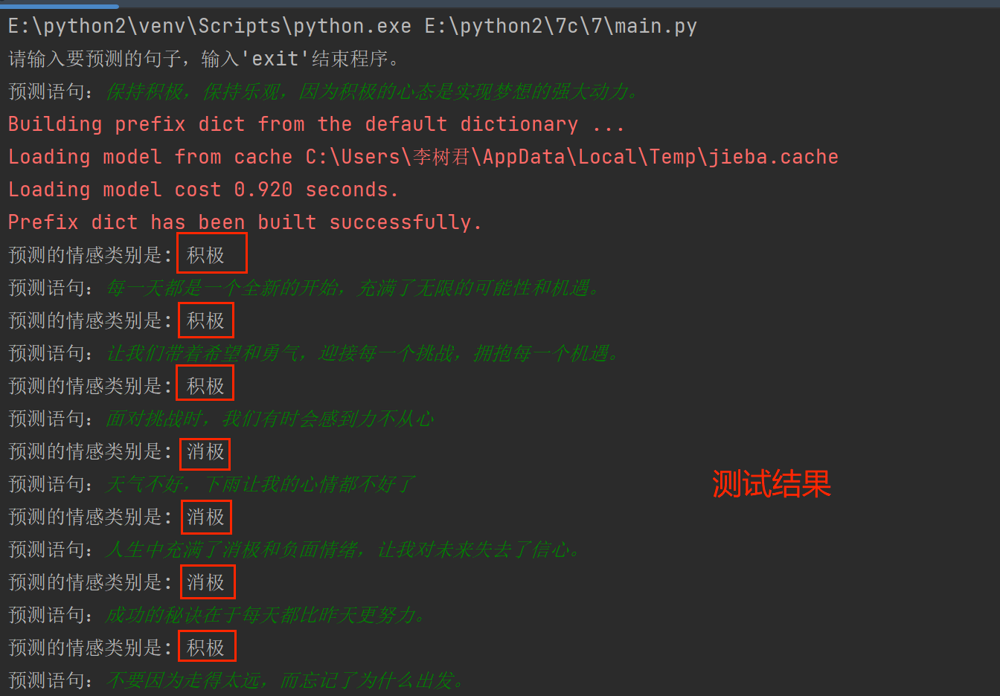 E:\python2\venv\Scripts\python.exe E:\python2\7c\7\main.py
请输入要预测的句子，输入'exit'结束程序。
预测语句：保持积极，保持乐观，因为积极的心态是实现梦想的强大动力。
Building prefix dict from the default dictionary ...
Loading model from cache C:\Users\李树君\AppData\Local\Temp\jieba.cache
Loading model cost 0.920 seconds.
Prefix dict has been built successfully.
预测的情感类别是: 积极
预测语句：每一天都是一个全新的开始，充满了无限的可能性和机遇。
预测的情感类别是: 积极
预测语句：让我们带着希望和勇气，迎接每一个挑战，拥抱每一个机遇。
预测的情感类别是: 积极
预测语句：面对挑战时，我们有时会感到力不从心
预测的情感类别是: 消极
预测语句：天气不好，下雨让我的心情都不好了
测试结果
预测的情感类别是: 消极
预测语句：人生中充满了消极和负面情绪，让我对未来失去了信心。
预测的情感类别是: 消极
预测语句：成功的秘诀在于每天都比昨天更努力。
预测的情感类别是: 积极
预测语句：不要因为走得太远，而忘记了为什么出发。